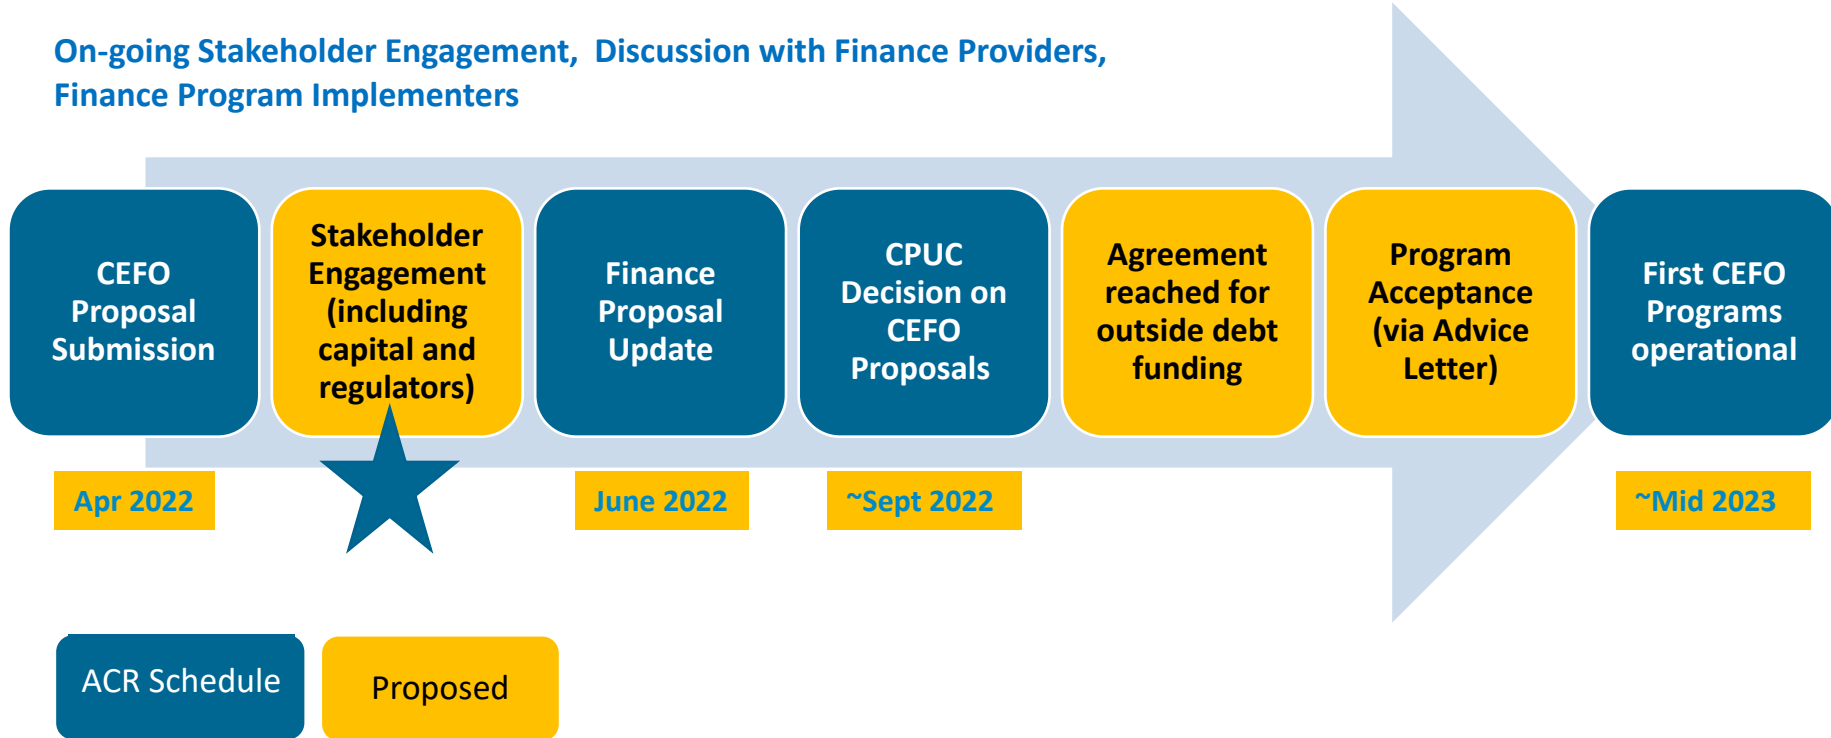 On-going Stakeholder Engagement,  Discussion with Finance Providers,
Finance Program Implementers
CEFO
Proposal
Submission
Stakeholder
Engagement
(including
capital and
regulators)
Finance
Proposal
Update
CPUC
Decision on
CEFO
Proposals
Agreement
reached for
outside debt
funding
Program
Acceptance
(via Advice
Letter)
First CEFO
Programs
operational
Apr 2022
June 2022
~Sept 2022
~Mid 2023
ACR Schedule
Proposed